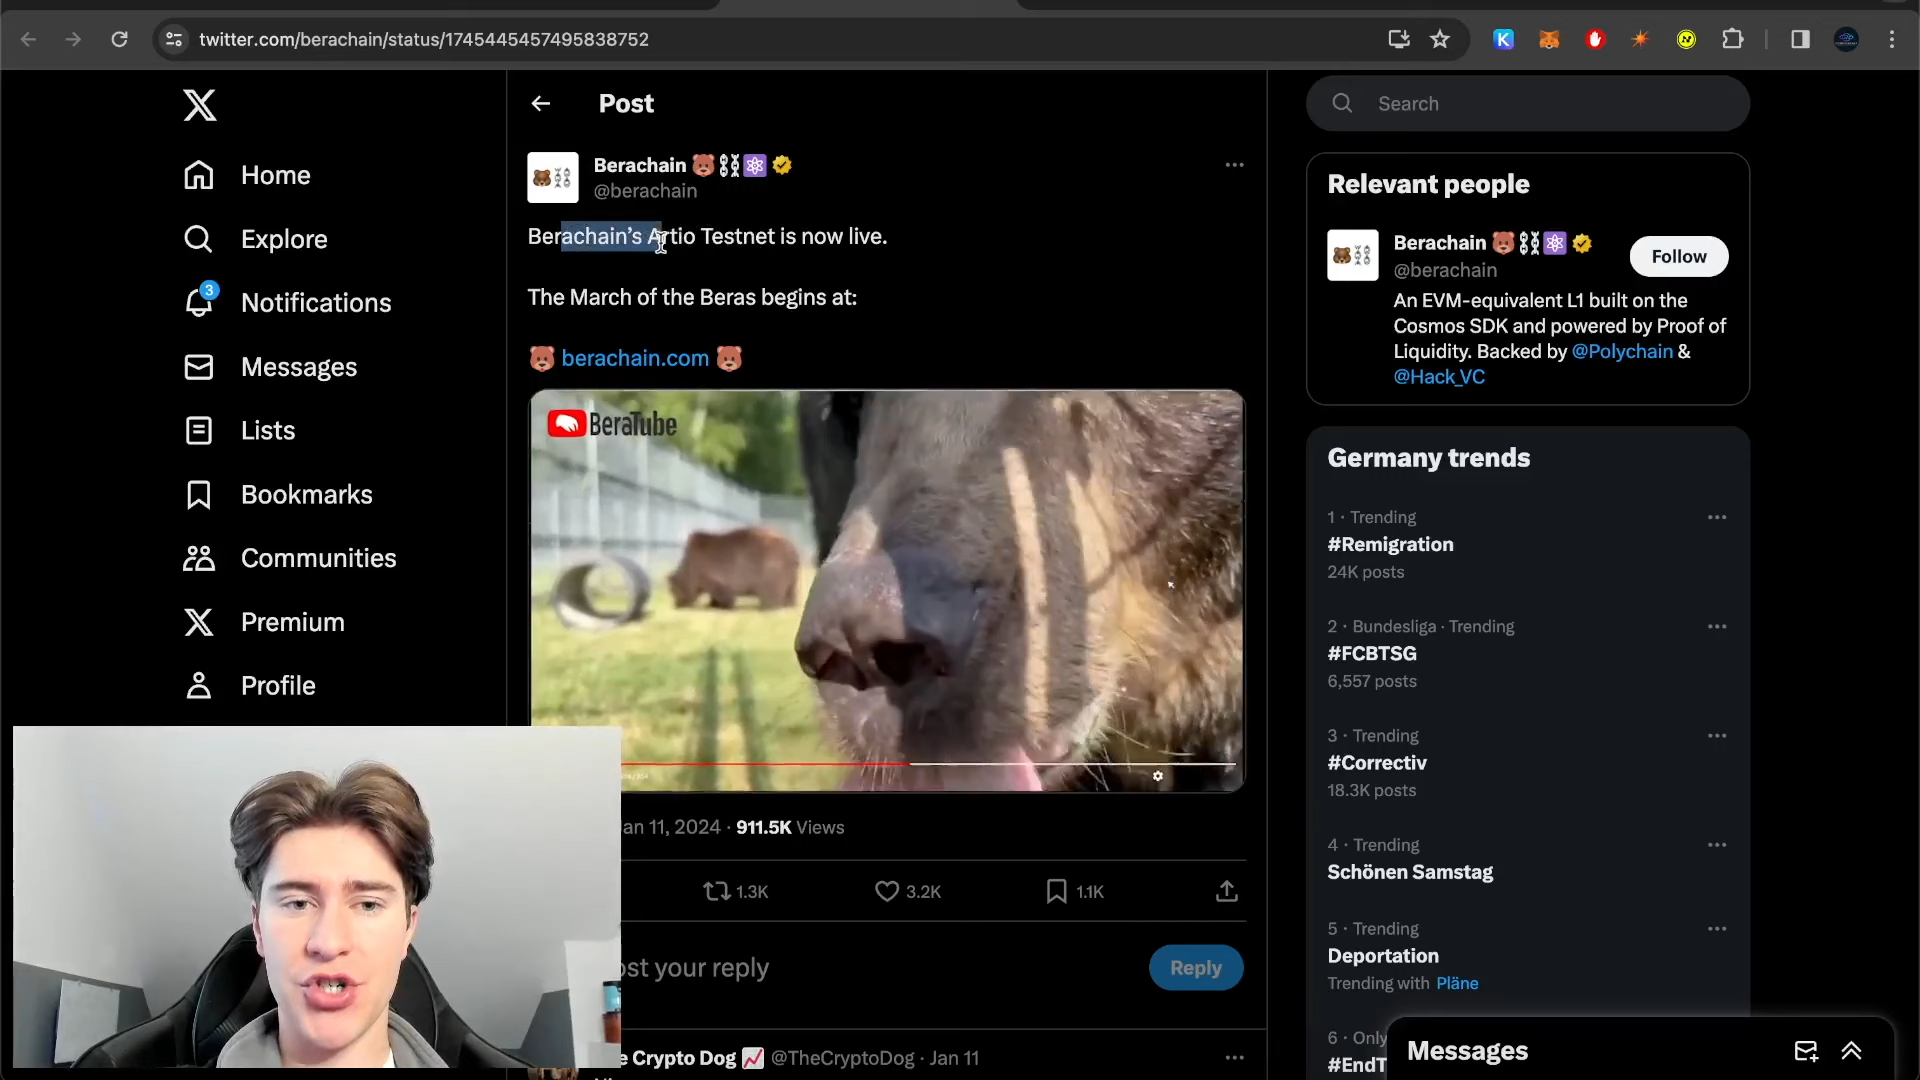 twitter.com/berachain/status/1745445457495838752
Home
Explore
3
Notifications
Messages
Lists
Bookmarks
Communities
Premium
Profile
Post
Berachain
@berachain
Berachain's Artio Testnet is now live.
The March of the Beras begins at:
berachain.com
BeraTube
an 11, 2024 · 911.5K Views
1.3K
3.2K
1.1K
ost your reply
Reply
e Crypto Dog @TheCryptoDog · Jan 11
Search
Relevant people
Berachain
@berachain
Follow
An EVM-equivalent L1 built on the
Cosmos SDK and powered by Proof of
Liquidity. Backed by @Polychain &
@Hack_VC
Germany trends
1 · Trending
#Remigration
24K posts
2 · Bundesliga · Trending
#FCBTSG
6,557 posts
3 · Trending
#Correctiv
18.3K posts
4 · Trending
Schönen Samstag
5 · Trending
Deportation
Trending with Pläne
6 · Only
#EndT
Messages